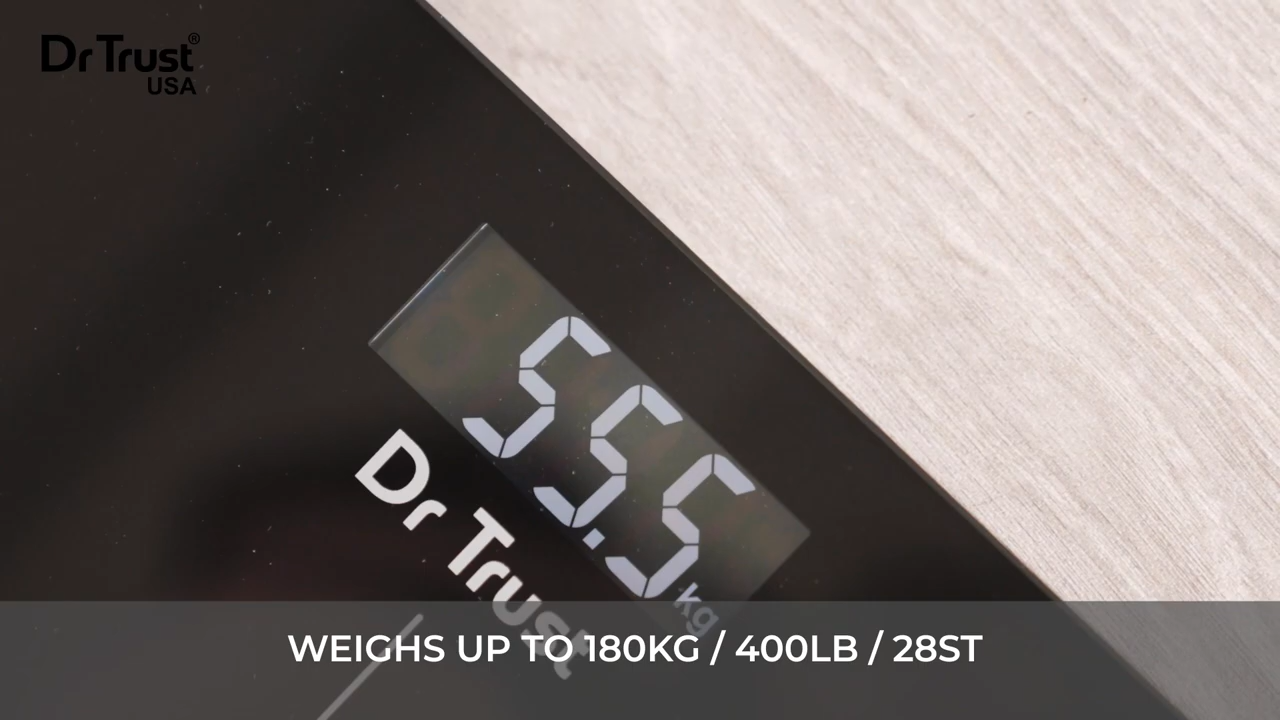 Dr Trust®
USA
55.5 kg
Dr Trust
WEIGHS UP TO 180KG / 400LB / 28ST